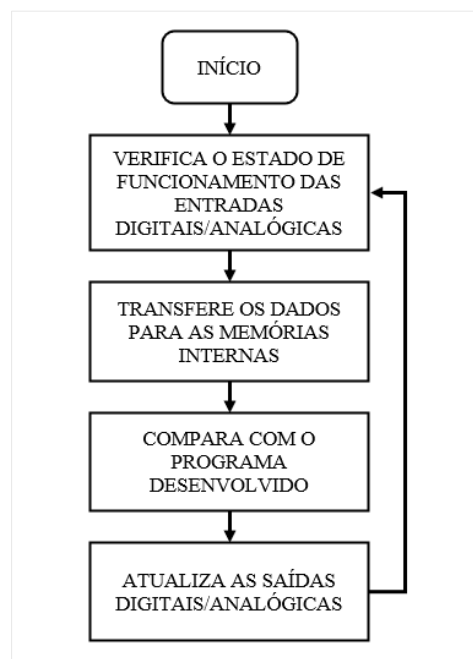 INÍCIO
VERIFICA O ESTADO DE
FUNCIONAMENTO DAS
ENTRADAS
DIGITAIS/ANALÓGICAS
TRANSFERE OS DADOS
PARA AS MEMÓRIAS
INTERNAS
COMPARA COM O
PROGRAMA
DESENVOLVIDO
ATUALIZA AS SAÍDAS
DIGITAIS/ANALÓGICAS